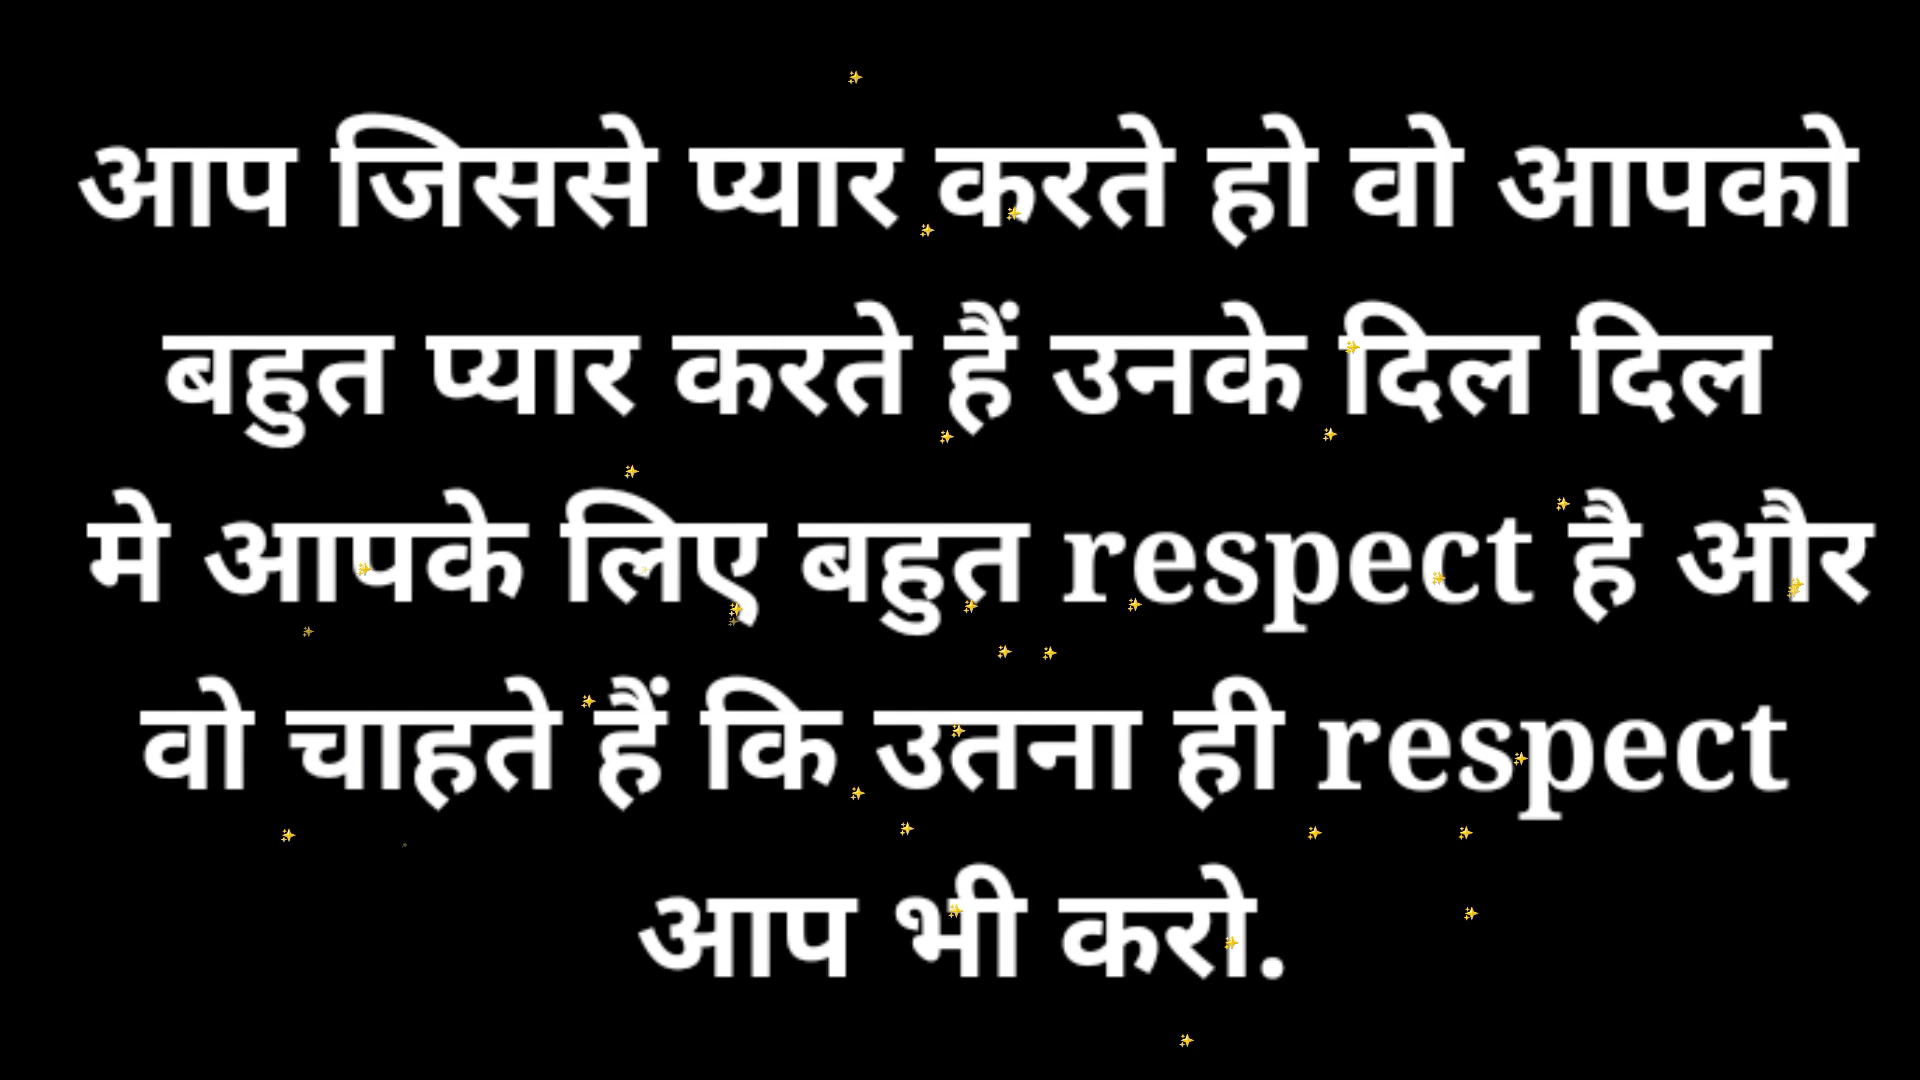 आप जिससे प्यार करते हो वो आपको
बहुत प्यार करते हैं उनके दिल दिल
मे आपके लिए बहुत respect है और
वो चाहते हैं कि उतना ही respect
आप भी करो.